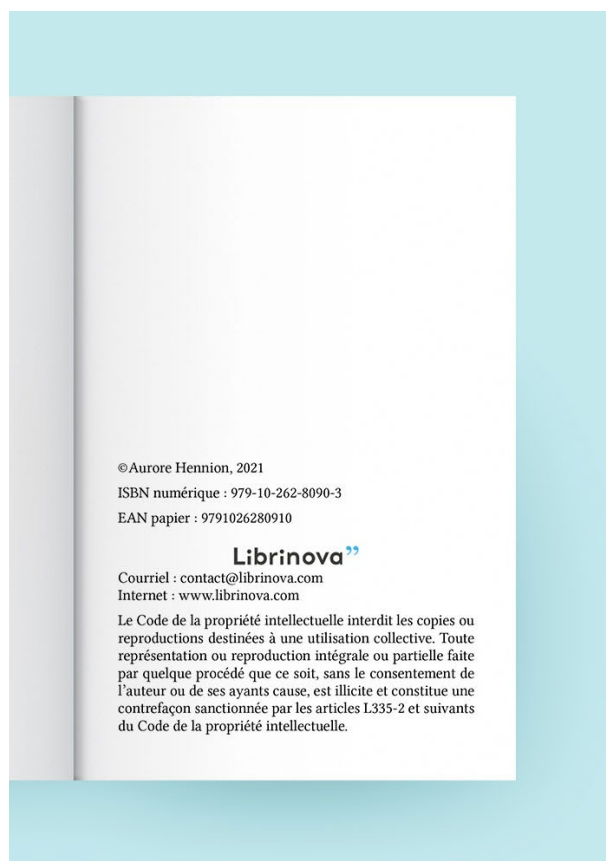 ©Aurore Hennion, 2021
ISBN numérique : 979-10-262-8090-3
EAN papier : 9791026280910
Librinova”
Courriel : contact@librinova.com
Internet : www.librinova.com
Le Code de la propriété intellectuelle interdit les copies ou
reproductions destinées à une utilisation collective. Toute
représentation ou reproduction intégrale ou partielle faite
par quelque procédé que ce soit, sans le consentement de
l’auteur ou de ses ayants cause, est illicite et constitue une
contrefaçon sanctionnée par les articles L335-2 et suivants
du Code de la propriété intellectuelle.